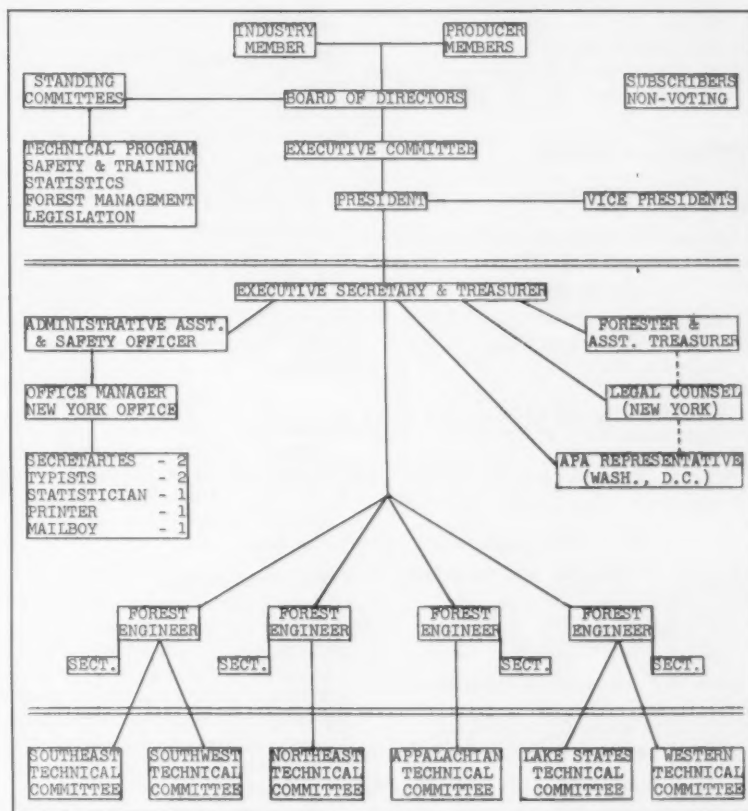 INDUSTRY
MEMBER
PRODUCER
MEMBERS
STANDING
COMMITTEES
BOARD OF DIRECTORS
SUBSCRIBERS
NON-VOTING
TECHNICAL PROGRAM
SAFETY & TRAINING
STATISTICS
FOREST MANAGEMENT
LEGISLATION
EXECUTIVE COMMITTEE
PRESIDENT
VICE PRESIDENTS
EXECUTIVE SECRETARY & TREASURER
ADMINISTRATIVE ASST.
& SAFETY OFFICER
FORESTER &
ASST. TREASURER
OFFICE MANAGER
NEW YORK OFFICE
LEGAL COUNSEL
(NEW YORK)
SECRETARIES - 2
TYPISTS - 2
STATISTICIAN - 1
PRINTER - 1
MAILBOY - 1
APA REPRESENTATIVE
(WASH., D.C.)
FOREST
ENGINEER
SECT.
FOREST
ENGINEER
SECT.
FOREST
ENGINEER
SECT.
FOREST
ENGINEER
SECT.
SOUTHEAST
TECHNICAL
COMMITTEE
SOUTHWEST
TECHNICAL
COMMITTEE
NORTHEAST
TECHNICAL
COMMITTEE
APPALACHIAN
TECHNICAL
COMMITTEE
LAKE STATES
TECHNICAL
COMMITTEE
WESTERN
TECHNICAL
COMMITTEE